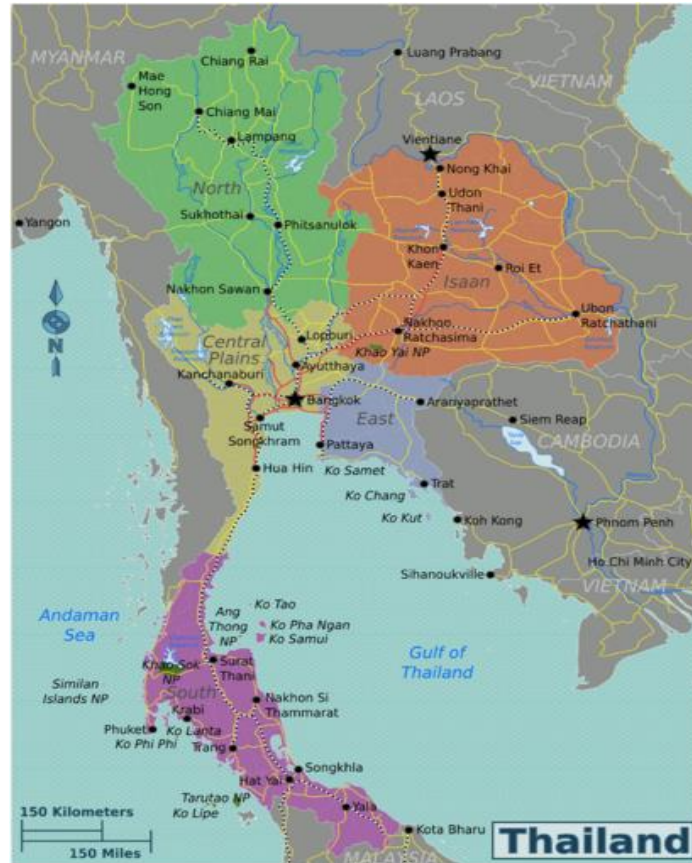 MYANMAR
Chiang Rai
Luang Prabang
VIETNAM
Mae
Hong
Son
LAOS
Chiang Mai
Lampang
Vientiane
Nong Khai
Udon
Thani
North
Yangon
Sukhothai
Phitsanulok
Khon
Kaen
Roi Et
Isaan
Nakhon Sawan
Ubon
Ratchathani
N
Central
Plains
Lopburi
Nakhon
Ratchasima
Khao Yai NP
Ayutthaya
Kanchanaburi
Bangkok
Aranyaprathet
Samut
Songkhram
East
Siem Reap
CAMBODIA
Pattaya
Hua Hin
Ko Samet
Ko Chang
Trat
Ko Kut
Koh Kong
Phnom Penh
Ho Chi Minh City
Sihanoukville
VIETNAM
Andaman
Sea
Ang
Thong
NP
Ko Tao
Ko Pha Ngan
Ko Samui
Gulf of
Thailand
Khao Sok
NP
Surat
Thani
Similan
Islands NP
South
Nakhon Si
Thammarat
Krabi
Phuket
Ko Lanta
Ko Phi Phi
Trang
Songkhla
Hat Yai
Tarutao NP
Ko Lipe
Yala
Kota Bharu
150 Kilometers
150 Miles
MALAYSIA
Thailand